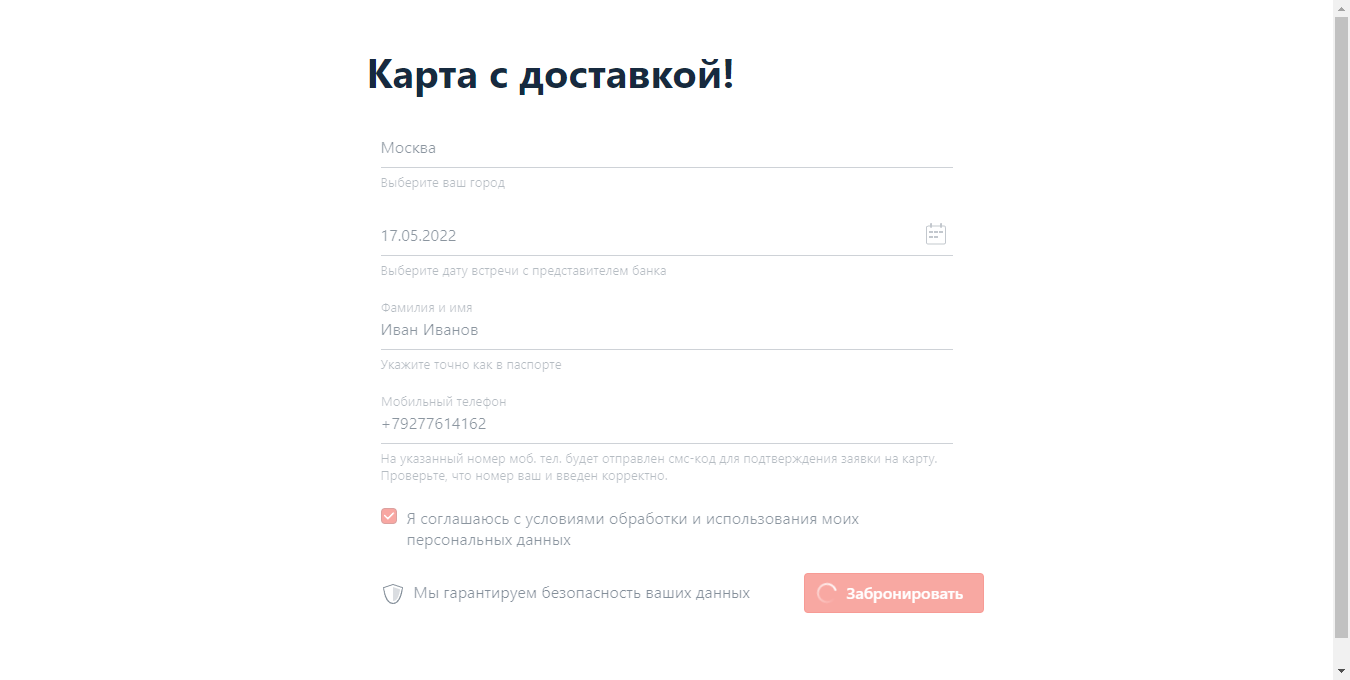 Карта с доставкой!
Москва
Выберите ваш город
17.05.2022
Выберите дату встречи с представителем банка
Фамилия и имя
Иван Иванов
Укажите точно как в паспорте
Мобильный телефон
+79277614162
На указанный номер моб. тел. будет отправлен смс-код для подтверждения заявки на карту.
Проверьте, что номер ваш и введен корректно.
Я соглашаюсь с условиями обработки и использования моих
персональных данных
Мы гарантируем безопасность ваших данных
Забронировать